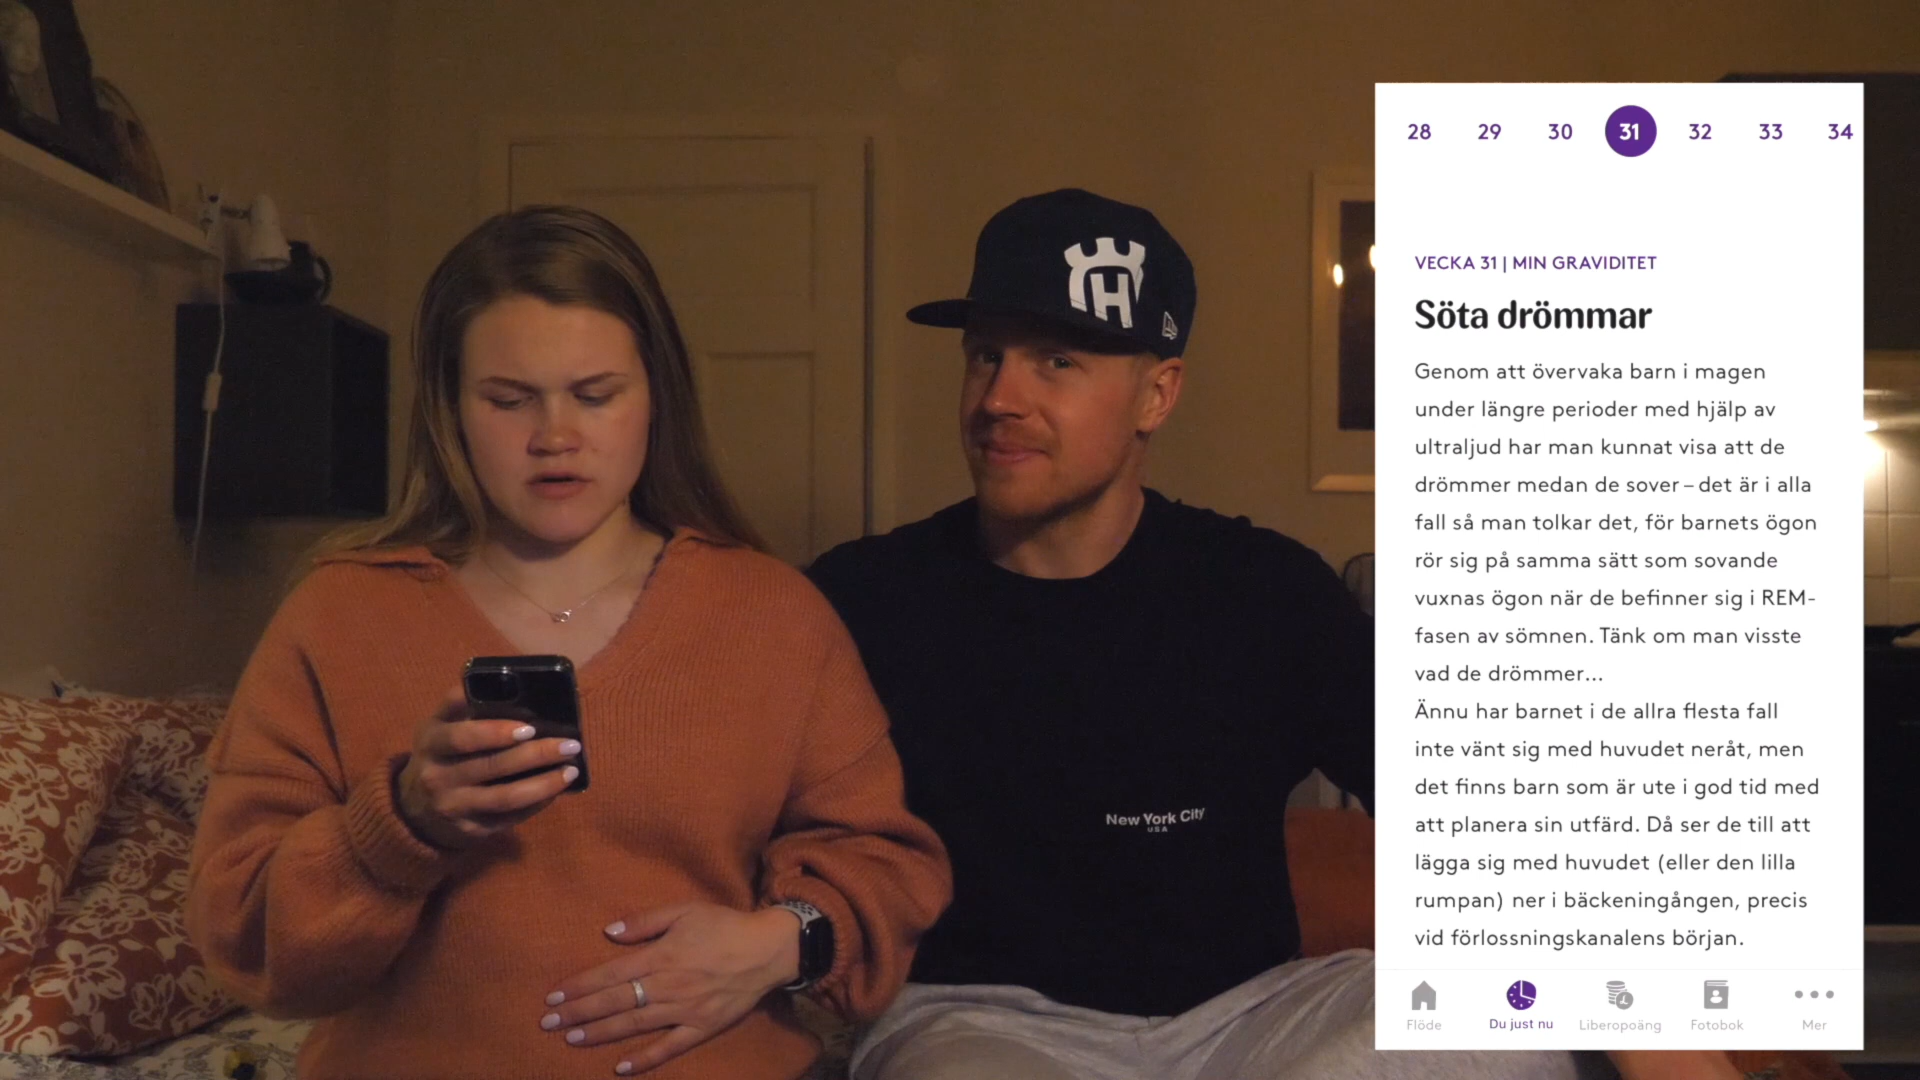 28 29 30 31 32 33 34
VECKA 31 | MIN GRAVIDITET
Söta drömmar
Genom att övervaka barn i magen
under längre perioder med hjälp av
ultraljud har man kunnat visa att de
drömmer medan de sover – det är i alla
fall så man tolkar det, för barnets ögon
rör sig på samma sätt som sovande
vuxnas ögon när de befinner sig i REM-
fasen av sömnen. Tänk om man visste
vad de drömmer...
Ännu har barnet i de allra flesta fall
inte vänt sig med huvudet neråt, men
det finns barn som är ute i god tid med
att planera sin utfärd. Då ser de till att
lägga sig med huvudet (eller den lilla
rumpan) ner i bäckeningången, precis
vid förlossningskanalens början.
Flöde Du just nu Liberopoäng Fotobok Mer
H
New York City
USA